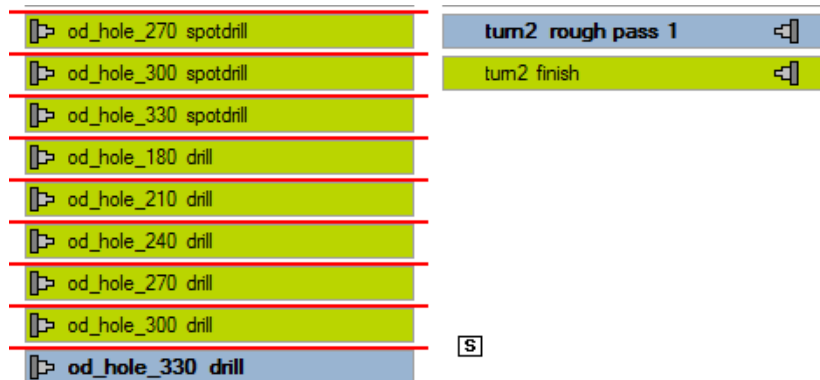 od_hole_270 spotdrill
od_hole_300 spotdrill
od_hole_330 spotdrill
od_hole_180 drill
od_hole_210 drill
od_hole_240 drill
od_hole_270 drill
od_hole_300 drill
od_hole_330 drill
turn2 rough pass 1
turn2 finish
S